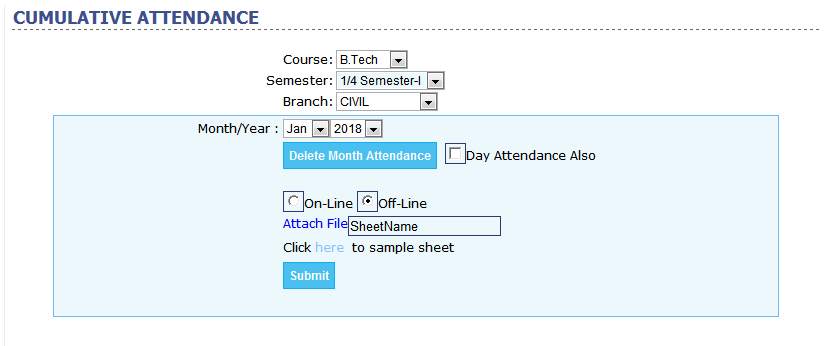 CUMULATIVE ATTENDANCE
Course: B.Tech
Semester: 1/4 Semester-I
Branch: CIVIL
Month/Year : Jan 2018
Delete Month Attendance Day Attendance Also
On-Line Off-Line
Attach File SheetName
Click here to sample sheet
Submit